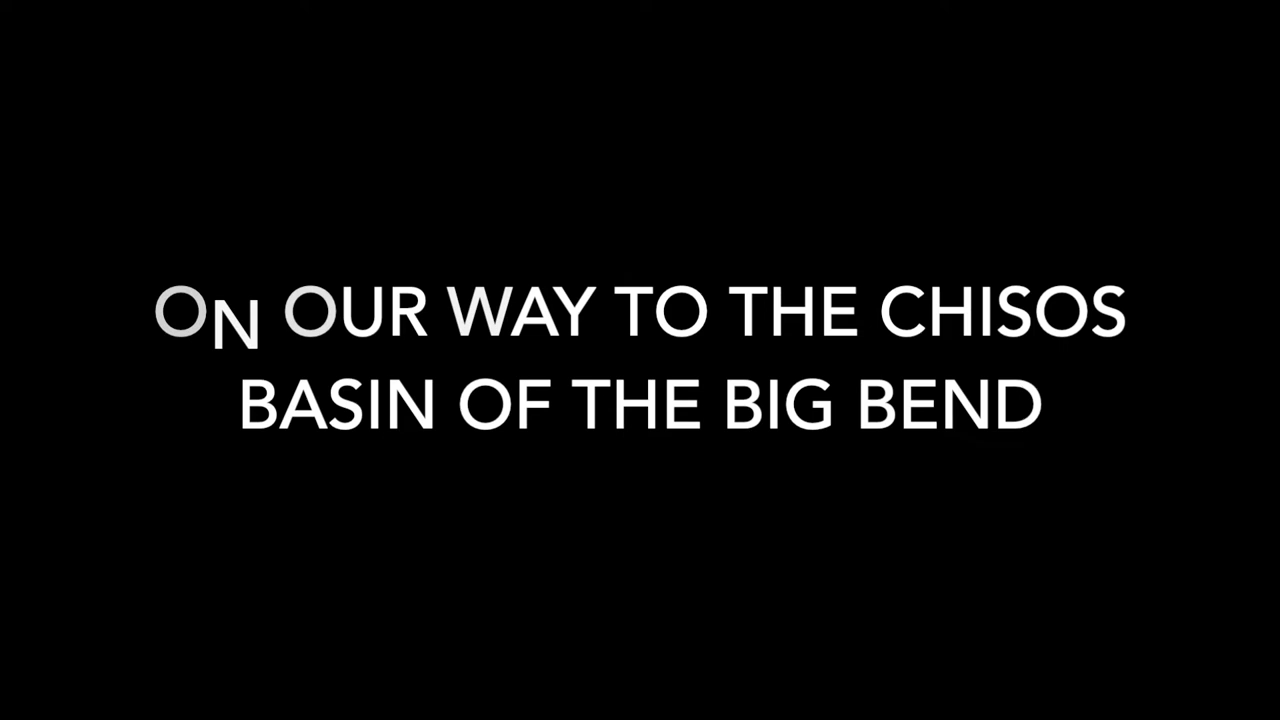 ON OUR WAY TO THE CHISOS
BASIN OF THE BIG BEND